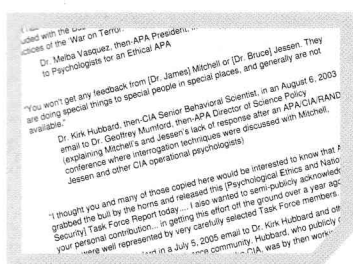 uded with the
ctices of the 'War on Terror.'
Dr. Melba Vasquez, then-APA President,
to Psychologists for an Ethical APA
"You won't get any feedback from [Dr. James] Mitchell or [Dr. Bruce] Jessen. They
are doing special things to special people in special places, and generally are not
available."
Dr. Kirk Hubbard, then-CIA Senior Behavioral Scientist, in an August 6, 2003
email to Dr. Geoffrey Mumford, then-APA Director of Science Policy
(explaining Mitchell's and Jessen's lack of response after an APA/CIA/RAND
conference where interrogation techniques were discussed with Mitchell,
Jessen and other CIA operational psychologists)
"I thought you and many of those copied here would be interested to know that A
grabbed the bull by the horns and released this [Psychological Ethics and Natio
Security] Task Force Report today.... I also wanted to semi-publicly acknowledg
your personal contribution... in getting this effort off the ground over a year ago
were well represented by very carefully selected Task Force members.
in a July 5, 2005 email to Dr. Kirk Hubbard and oth
community, Hubbard, who publicly
CIA, was by then workin